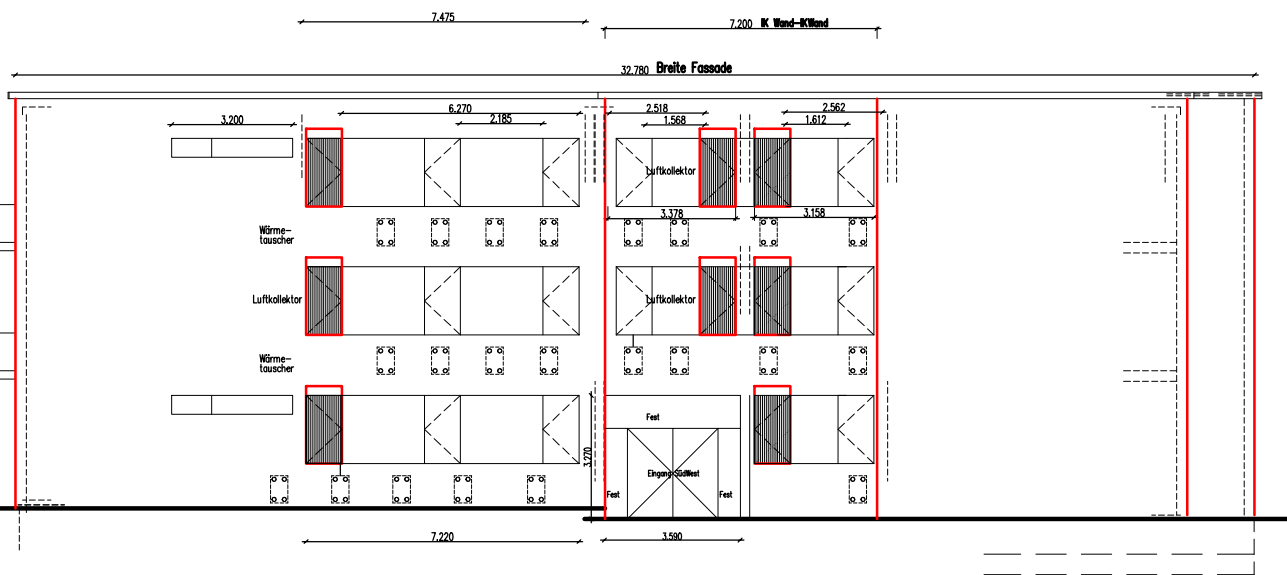 7.475
7.200 IK Wand-IKWand
32.780 Breite Fassade
6.270
2.518
2.562
3.200
2.185
1.568
1.612
Luftkollektor
3.378
3.158
Wärme-
tauscher
Luftkollektor
Luftkollektor
Wärme-
tauscher
Fest
3.270
Eingang SüdWest
Fest
Fest
7.220
3.590